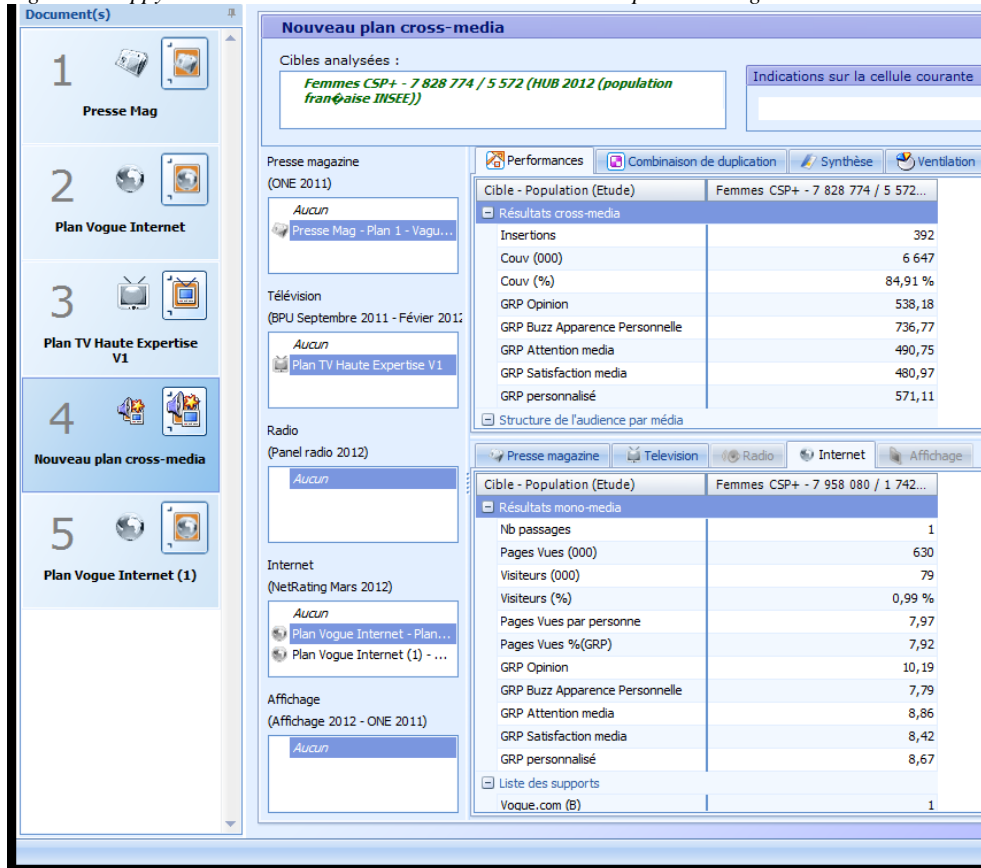 Document(s)
1
Presse Mag
2
Plan Vogue Internet
3
Plan TV Haute Expertise
V1
4
Nouveau plan cross-media
5
Plan Vogue Internet (1)
Nouveau plan cross-media
Cibles analysées :
Femmes CSP+ - 7 828 774 / 5 572 (HUB 2012 (population
fran�aise INSEE))
Indications sur la cellule courante
Presse magazine
(ONE 2011)
Aucun
Presse Mag - Plan 1 - Vagu...
Télévision
(BPU Septembre 2011 - Févier 2012
Aucun
Plan TV Haute Expertise V1
Radio
(Panel radio 2012)
Aucun
Internet
(NetRating Mars 2012)
Aucun
Plan Vogue Internet - Plan...
Plan Vogue Internet (1) - ...
Affichage
(Affichage 2012 - ONE 2011)
Aucun
Performances Combinaison de duplication Synthèse Ventilation
Cible - Population (Etude) Femmes CSP+ - 7 828 774 / 5 572...
Résultats cross-media
Insertions 392
Couv (000) 6 647
Couv (%) 84,91 %
GRP Opinion 538,18
GRP Buzz Apparence Personnelle 736,77
GRP Attention media 490,75
GRP Satisfaction media 480,97
GRP personnalisé 571,11
Structure de l'audience par média
Presse magazine Television Radio Internet Affichage
Cible - Population (Etude) Femmes CSP+ - 7 958 080 / 1 742...
Résultats mono-media
Nb passages 1
Pages Vues (000) 630
Visiteurs (000) 79
Visiteurs (%) 0,99 %
Pages Vues par personne 7,97
Pages Vues %(GRP) 7,92
GRP Opinion 10,19
GRP Buzz Apparence Personnelle 7,79
GRP Attention media 8,86
GRP Satisfaction media 8,42
GRP personnalisé 8,67
Liste des supports
Vogue.com (B) 1